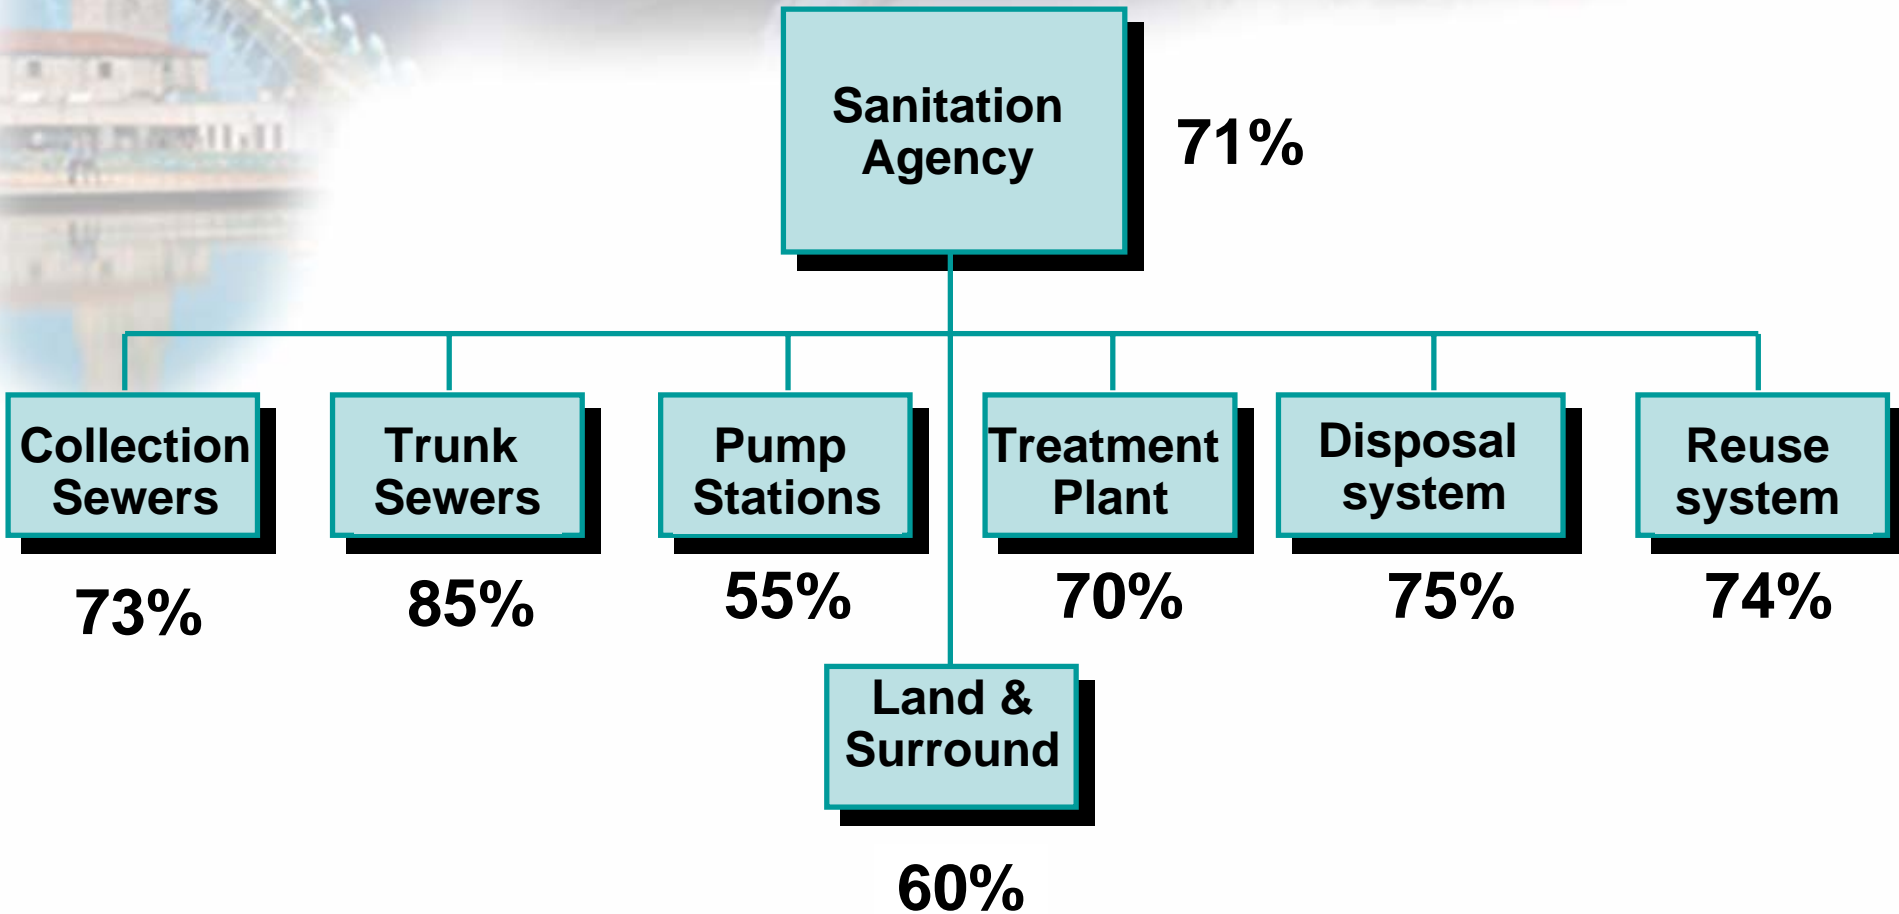 Sanitation
Agency
71%
Collection
Sewers
73%
Trunk
Sewers
85%
Pump
Stations
55%
Treatment
Plant
70%
Disposal
system
75%
Reuse
system
74%
Land &
Surround
60%